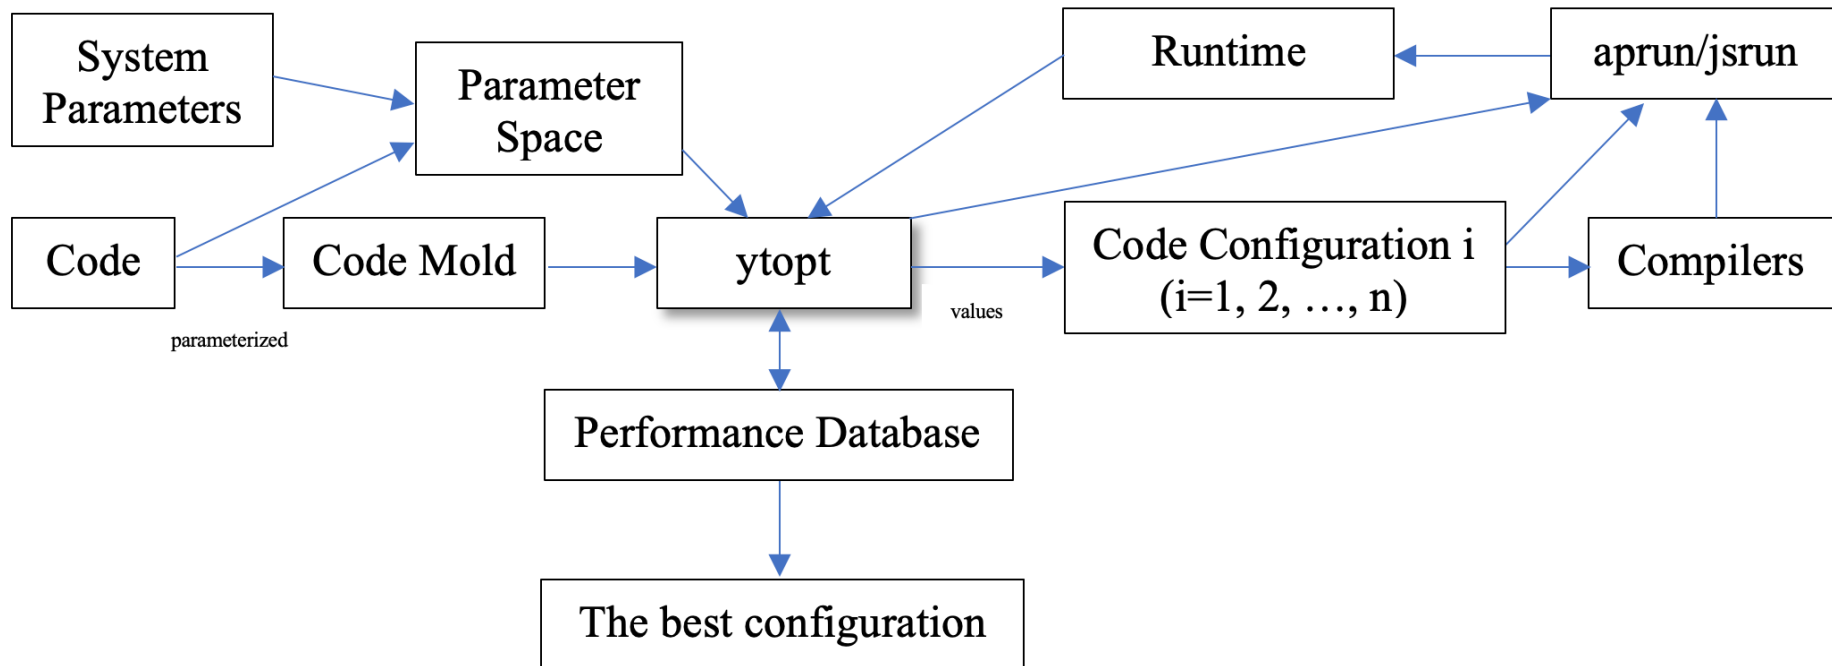 System
Parameters
Parameter
Space
Runtime
aprun/jsrun
Code
Code Mold
ytopt
Code Configuration i
(i=1, 2, …, n)
Compilers
values
parameterized
Performance Database
The best configuration